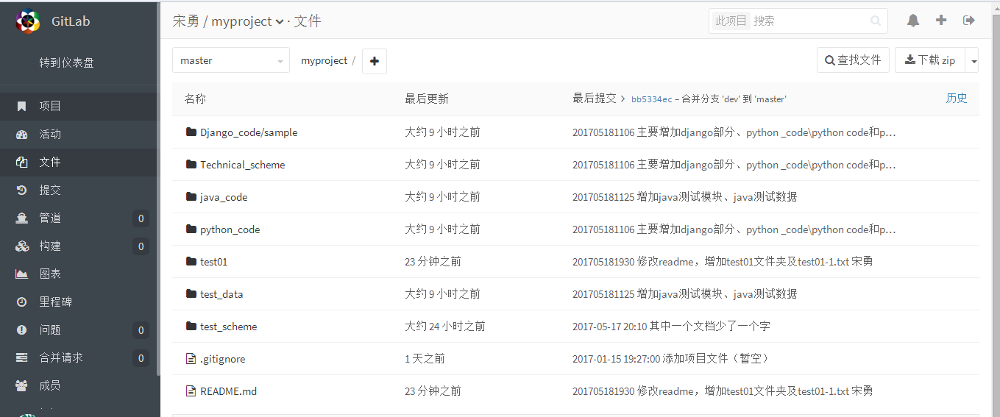 GitLab
宋勇 / myproject · 文件
此项目 搜索
转到仪表盘
master
myproject /
查找文件
下载 zip
项目
活动
文件
提交
管道 0
构建 0
图表
里程碑
问题 0
合并请求 0
成员
名称 最后更新 最后提交 > bb5334ec – 合并分支 'dev' 到 'master' 历史
Django_code/sample 大约 9 小时之前 201705181106 主要增加django部分、python _code\python code和p…
Technical_scheme 大约 9 小时之前 201705181106 主要增加django部分、python _code\python code和p…
java_code 大约 9 小时之前 201705181125 增加java测试模块、java测试数据
python_code 大约 9 小时之前 201705181106 主要增加django部分、python _code\python code和p…
test01 23 分钟之前 201705181930 修改readme，增加test01文件夹及test01-1.txt 宋勇
test_data 大约 9 小时之前 201705181125 增加java测试模块、java测试数据
test_scheme 大约 24 小时之前 2017-05-17 20:10 其中一个文档少了一个字
.gitignore 1 天之前 2017-01-15 19:27:00 添加项目文件（暂空）
README.md 23 分钟之前 201705181930 修改readme，增加test01文件夹及test01-1.txt 宋勇